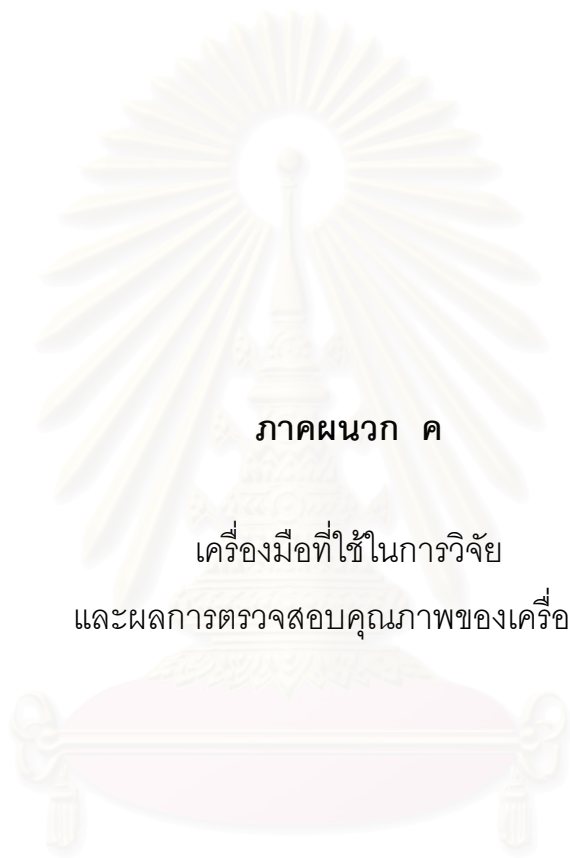 ภาคผนวก ค
เครื่องมือที่ใช้ในการวิจัย
และผลการตรวจสอบคุณภาพของเครื่อ